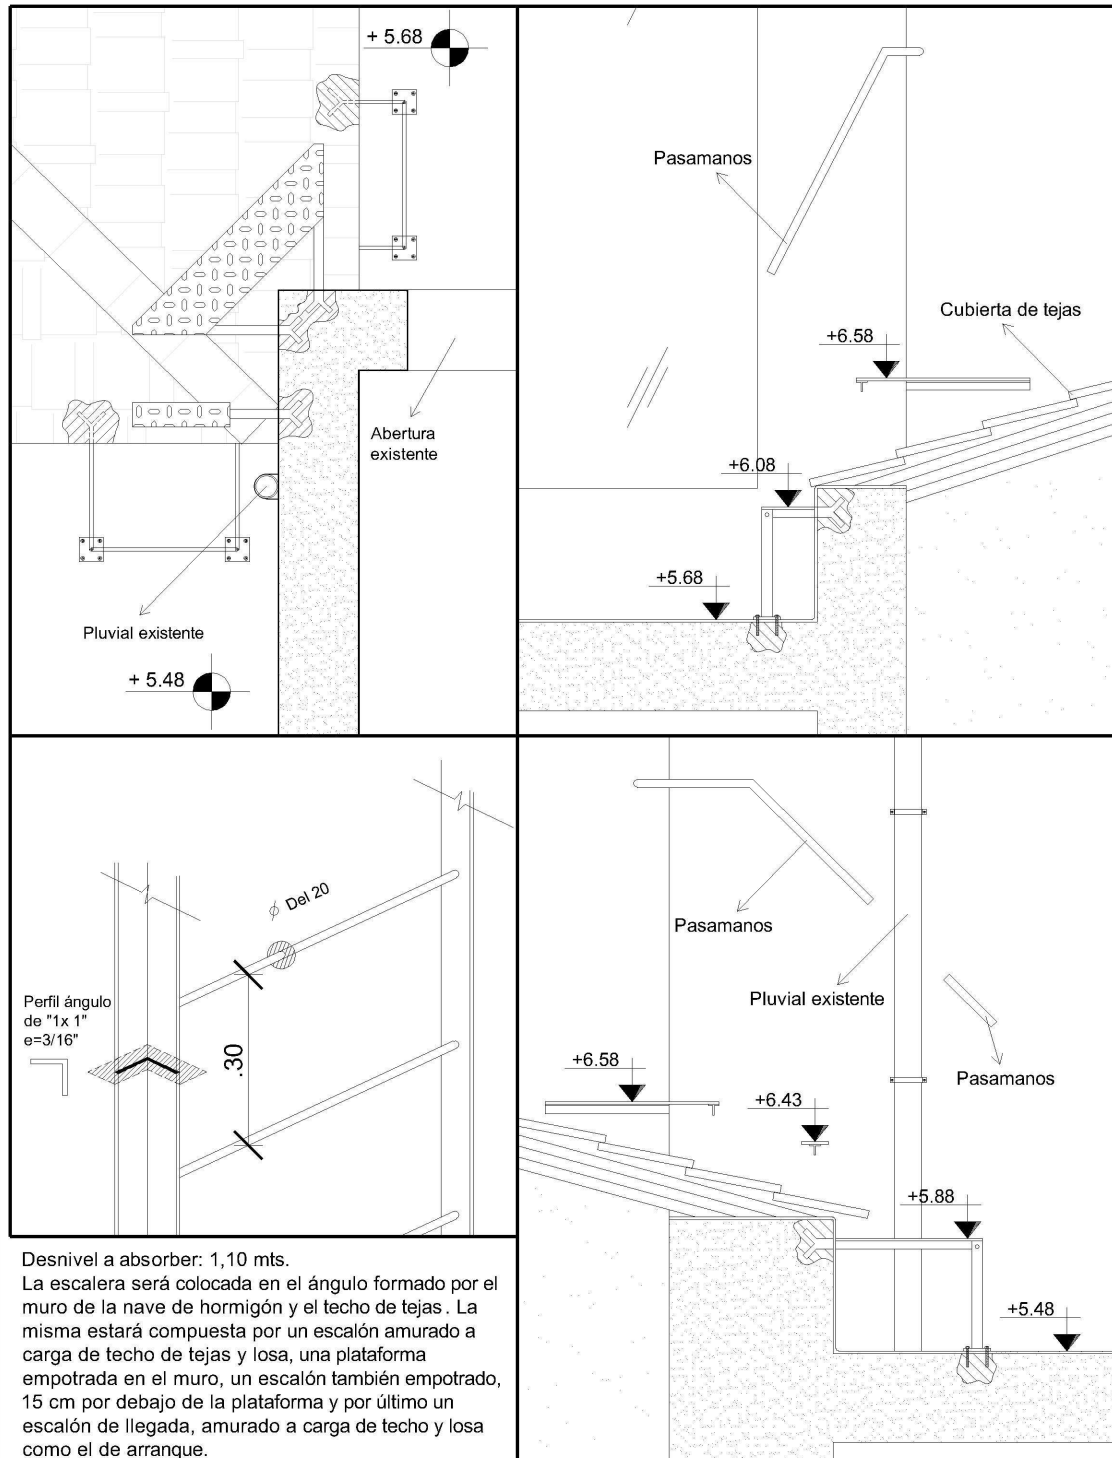 + 5.68
Abertura
existente
Pluvial existente
+ 5.48
Pasamanos
Cubierta de tejas
+6.58
+6.08
+5.68
Ø Del 20
Perfil ángulo
de "1x 1"
e=3/16"
.30
Pasamanos
Pluvial existente
Pasamanos
+6.58
+6.43
+5.88
+5.48
Desnivel a absorber: 1,10 mts.
La escalera será colocada en el ángulo formado por el
muro de la nave de hormigón y el techo de tejas. La
misma estará compuesta por un escalón amurado a
carga de techo de tejas y losa, una plataforma
empotrada en el muro, un escalón también empotrado,
15 cm por debajo de la plataforma y por último un
escalón de llegada, amurado a carga de techo y losa
como el de arranque.